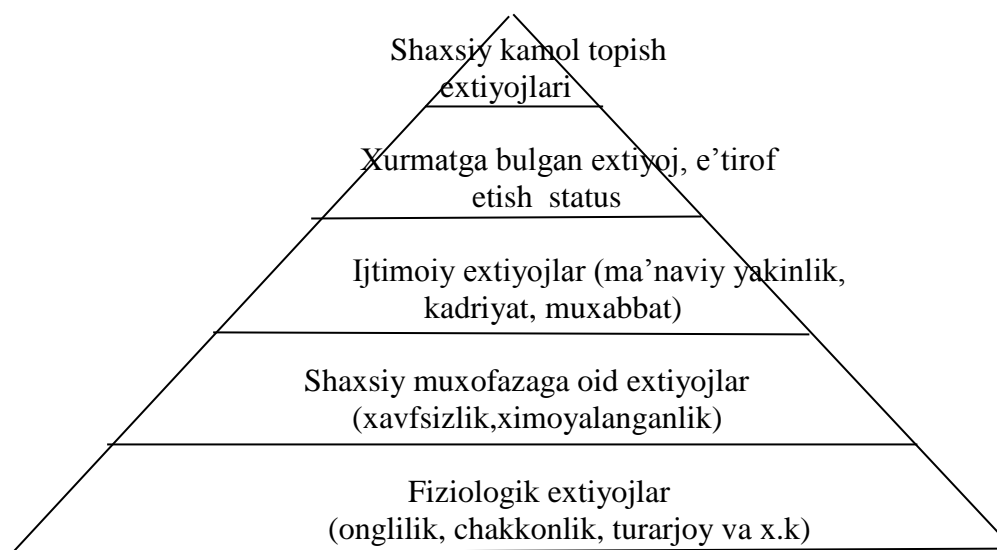 Shaxsiy kamol topish
extiyojlari
Xurmatga bulgan extiyoj, e’tirof
etish status
Ijtimoiy extiyojlar (ma’naviy yakinlik,
kadriyat, muxabbat)
Shaxsiy muxofazaga oid extiyojlar
(xavfsizlik,ximoyalanganlik)
Fiziologik extiyojlar
(onglilik, chakkonlik, turarjoy va x.k)